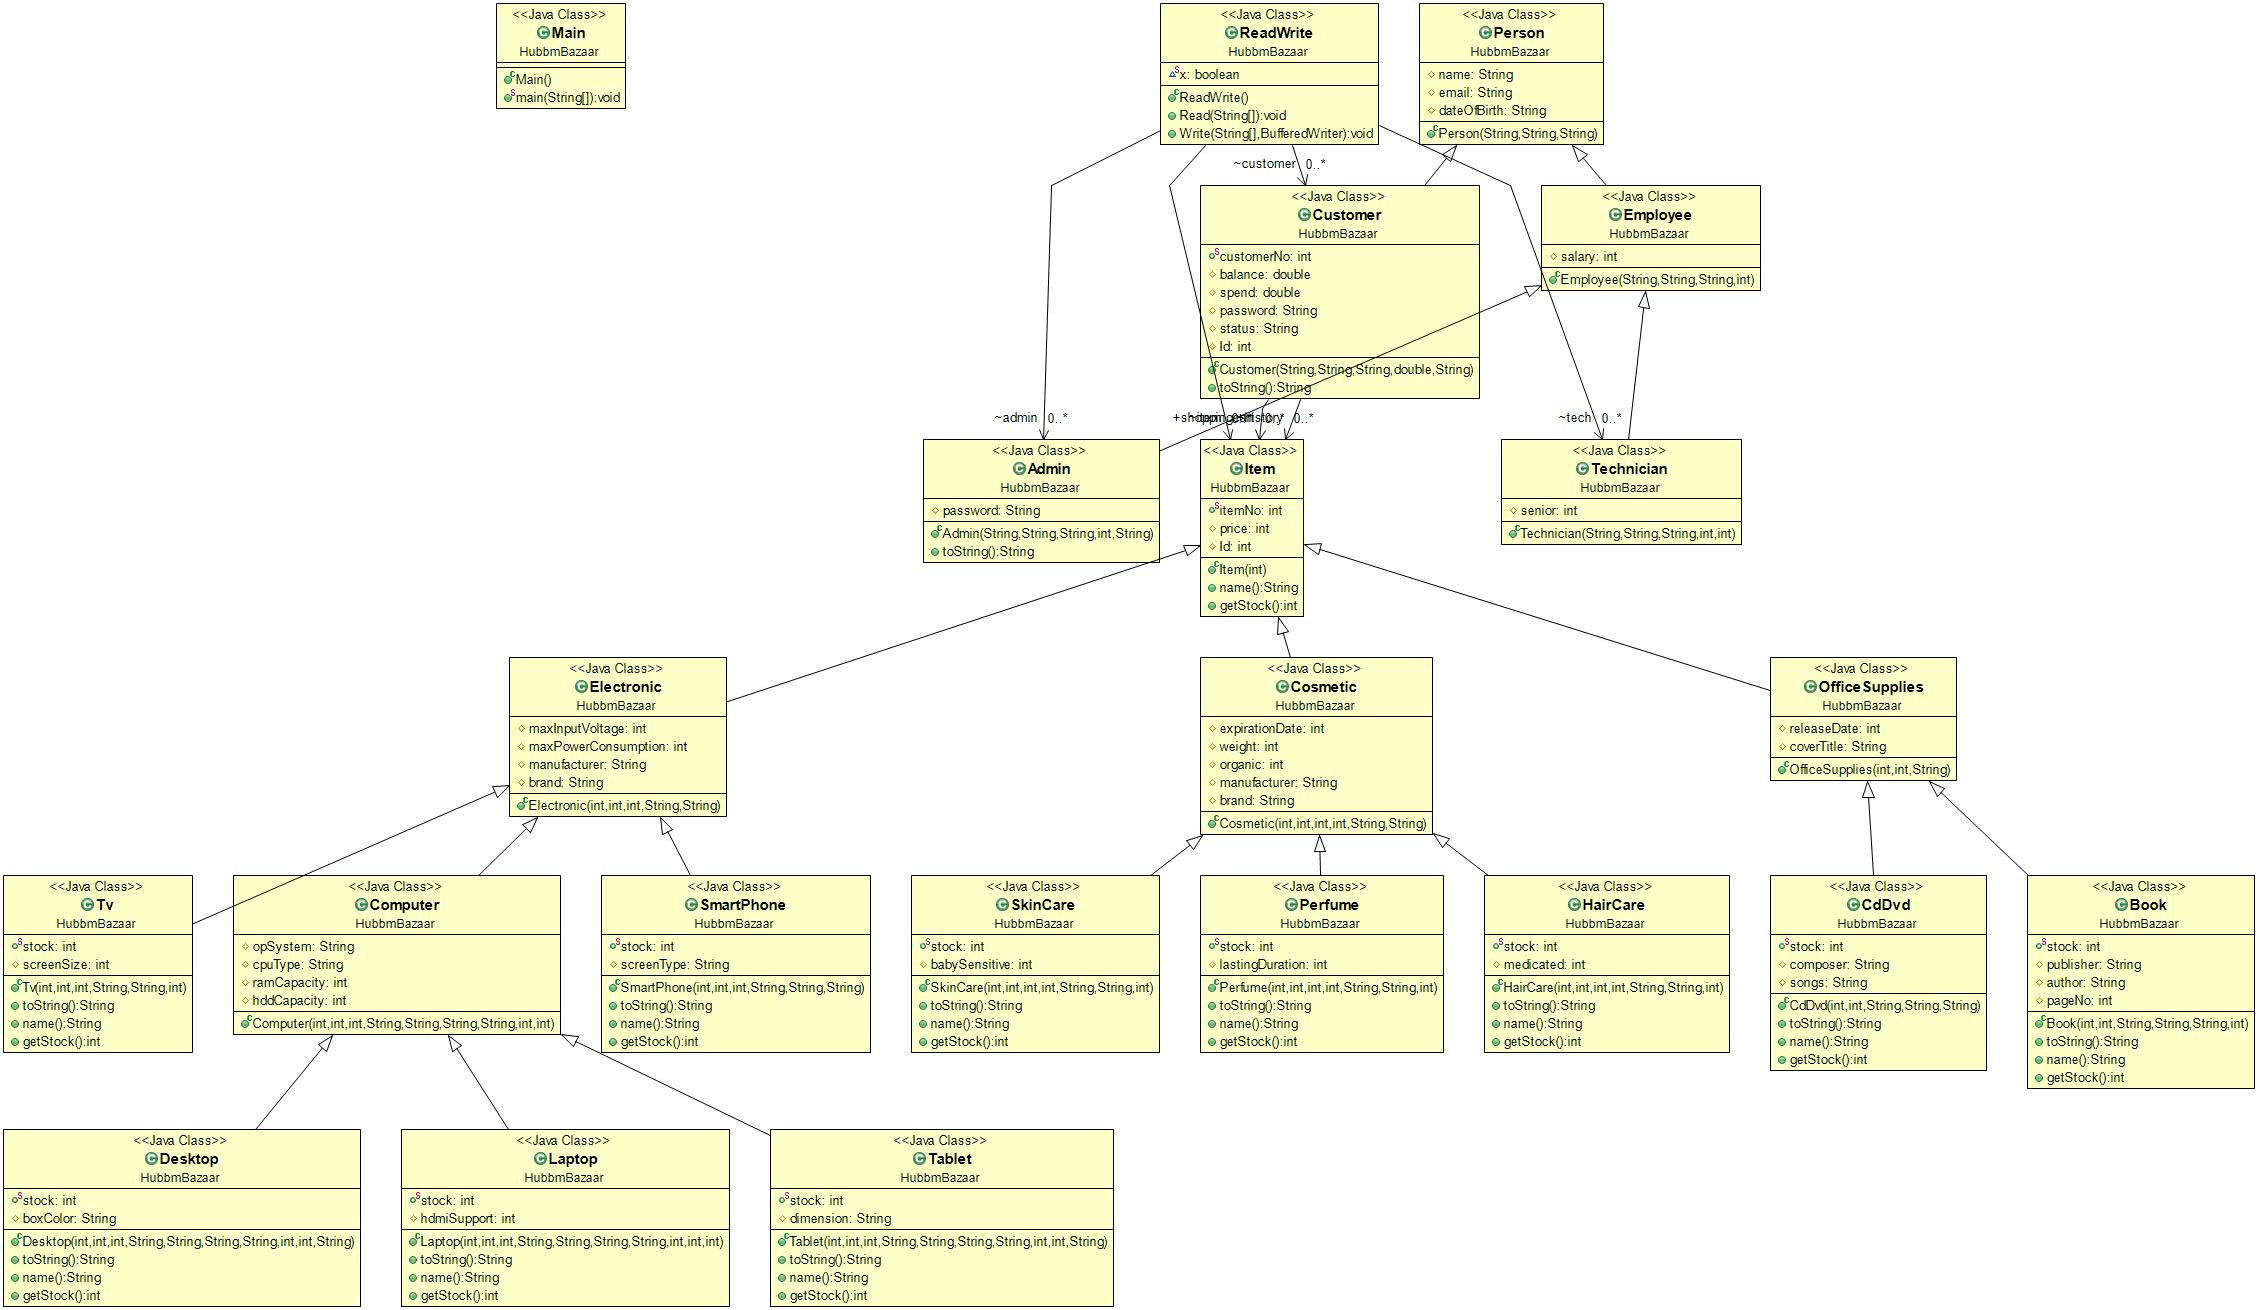 <<Java Class>>
Main
HubbmBazaar
Main()
main(String[]):void
<<Java Class>>
ReadWrite
HubbmBazaar
x: boolean
ReadWrite()
Read(String[]):void
Write(String[],BufferedWriter):void
<<Java Class>>
Person
HubbmBazaar
name: String
email: String
dateOfBirth: String
Person(String,String,String)
~customer 0..*
<<Java Class>>
Customer
HubbmBazaar
customerNo: int
balance: double
spend: double
password: String
status: String
Id: int
Customer(String,String,String,double,String)
toString():String
<<Java Class>>
Employee
HubbmBazaar
salary: int
Employee(String,String,String,int)
~admin 0..*
0..*
~tech 0..*
<<Java Class>>
Admin
HubbmBazaar
password: String
Admin(String,String,String,int,String)
toString():String
<<Java Class>>
Item
HubbmBazaar
itemNo: int
price: int
Id: int
Item(int)
name():String
getStock():int
<<Java Class>>
Technician
HubbmBazaar
senior: int
Technician(String,String,String,int,int)
<<Java Class>>
Electronic
HubbmBazaar
maxInputVoltage: int
maxPowerConsumption: int
manufacturer: String
brand: String
Electronic(int,int,int,String,String)
<<Java Class>>
Cosmetic
HubbmBazaar
expirationDate: int
weight: int
organic: int
manufacturer: String
brand: String
Cosmetic(int,int,int,int,String,String)
<<Java Class>>
OfficeSupplies
HubbmBazaar
releaseDate: int
coverTitle: String
OfficeSupplies(int,int,String)
<<Java Class>>
Tv
HubbmBazaar
stock: int
screenSize: int
Tv(int,int,int,String,String,int)
toString():String
name():String
getStock():int
<<Java Class>>
Computer
HubbmBazaar
opSystem: String
cpuType: String
ramCapacity: int
hddCapacity: int
Computer(int,int,int,String,String,String,String,int,int)
<<Java Class>>
SmartPhone
HubbmBazaar
stock: int
screenType: String
SmartPhone(int,int,int,String,String,String)
toString():String
name():String
getStock():int
<<Java Class>>
SkinCare
HubbmBazaar
stock: int
babySensitive: int
SkinCare(int,int,int,int,String,String,int)
toString():String
name():String
getStock():int
<<Java Class>>
Perfume
HubbmBazaar
stock: int
lastingDuration: int
Perfume(int,int,int,int,String,String,int)
toString():String
name():String
getStock():int
<<Java Class>>
HairCare
HubbmBazaar
stock: int
medicated: int
HairCare(int,int,int,int,String,String,int)
toString():String
name():String
getStock():int
<<Java Class>>
CdDvd
HubbmBazaar
stock: int
composer: String
songs: String
CdDvd(int,int,String,String,String)
toString():String
name():String
getStock():int
<<Java Class>>
Book
HubbmBazaar
stock: int
publisher: String
author: String
pageNo: int
Book(int,int,String,String,String,int)
toString():String
name():String
getStock():int
<<Java Class>>
Desktop
HubbmBazaar
stock: int
boxColor: String
Desktop(int,int,int,String,String,String,String,int,int,String)
toString():String
name():String
getStock():int
<<Java Class>>
Laptop
HubbmBazaar
stock: int
hdmiSupport: int
Laptop(int,int,int,String,String,String,String,int,int,int)
toString():String
name():String
getStock():int
<<Java Class>>
Tablet
HubbmBazaar
stock: int
dimension: String
Tablet(int,int,int,String,String,String,String,int,int,String)
toString():String
name():String
getStock():int